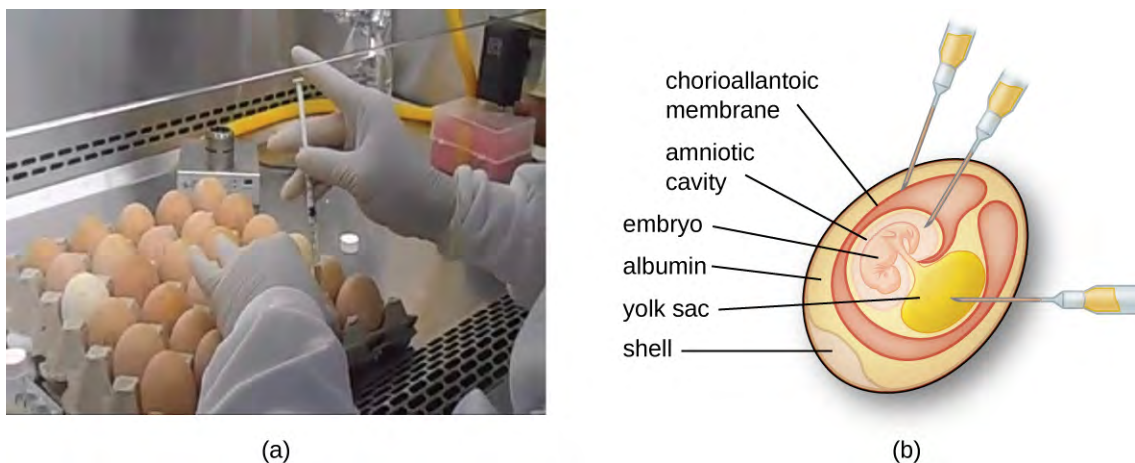 chorioallantoic
membrane
amniotic
cavity
embryo
albumin
yolk sac
shell
(a)
(b)